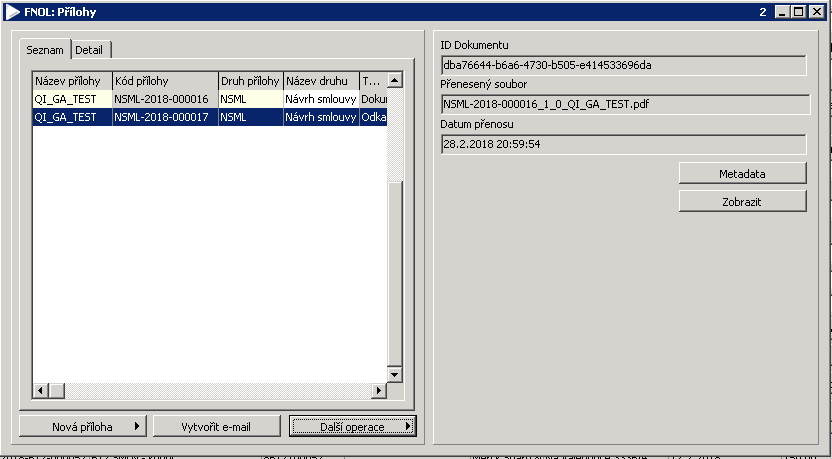 FNOL: Přílohy 2
Seznam Detail
Název přílohy Kód přílohy Druh přílohy Název druhu T...
QI_GA_TEST NSML-2018-000016 NSML Návrh smlouvy Dokui
QI_GA_TEST NSML-2018-000017 NSML Návrh smlouvy Odka
Nová příloha Vytvořit e-mail Další operace
ID Dokumentu
dba76644-b6a6-4730-b505-e414533696da
Přenesený soubor
NSML-2018-000016_1_0_QI_GA_TEST.pdf
Datum přenosu
28.2.2018 20:59:54
Metadata
Zobrazit